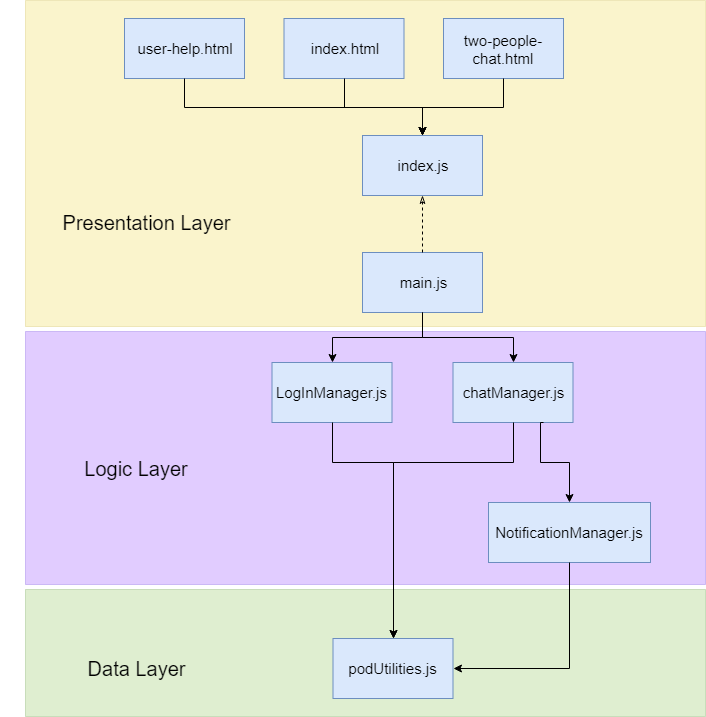 user-help.html
index.html
two-people-
chat.html
index.js
Presentation Layer
main.js
LogInManager.js
chatManager.js
Logic Layer
NotificationManager.js
Data Layer
podUtilities.js